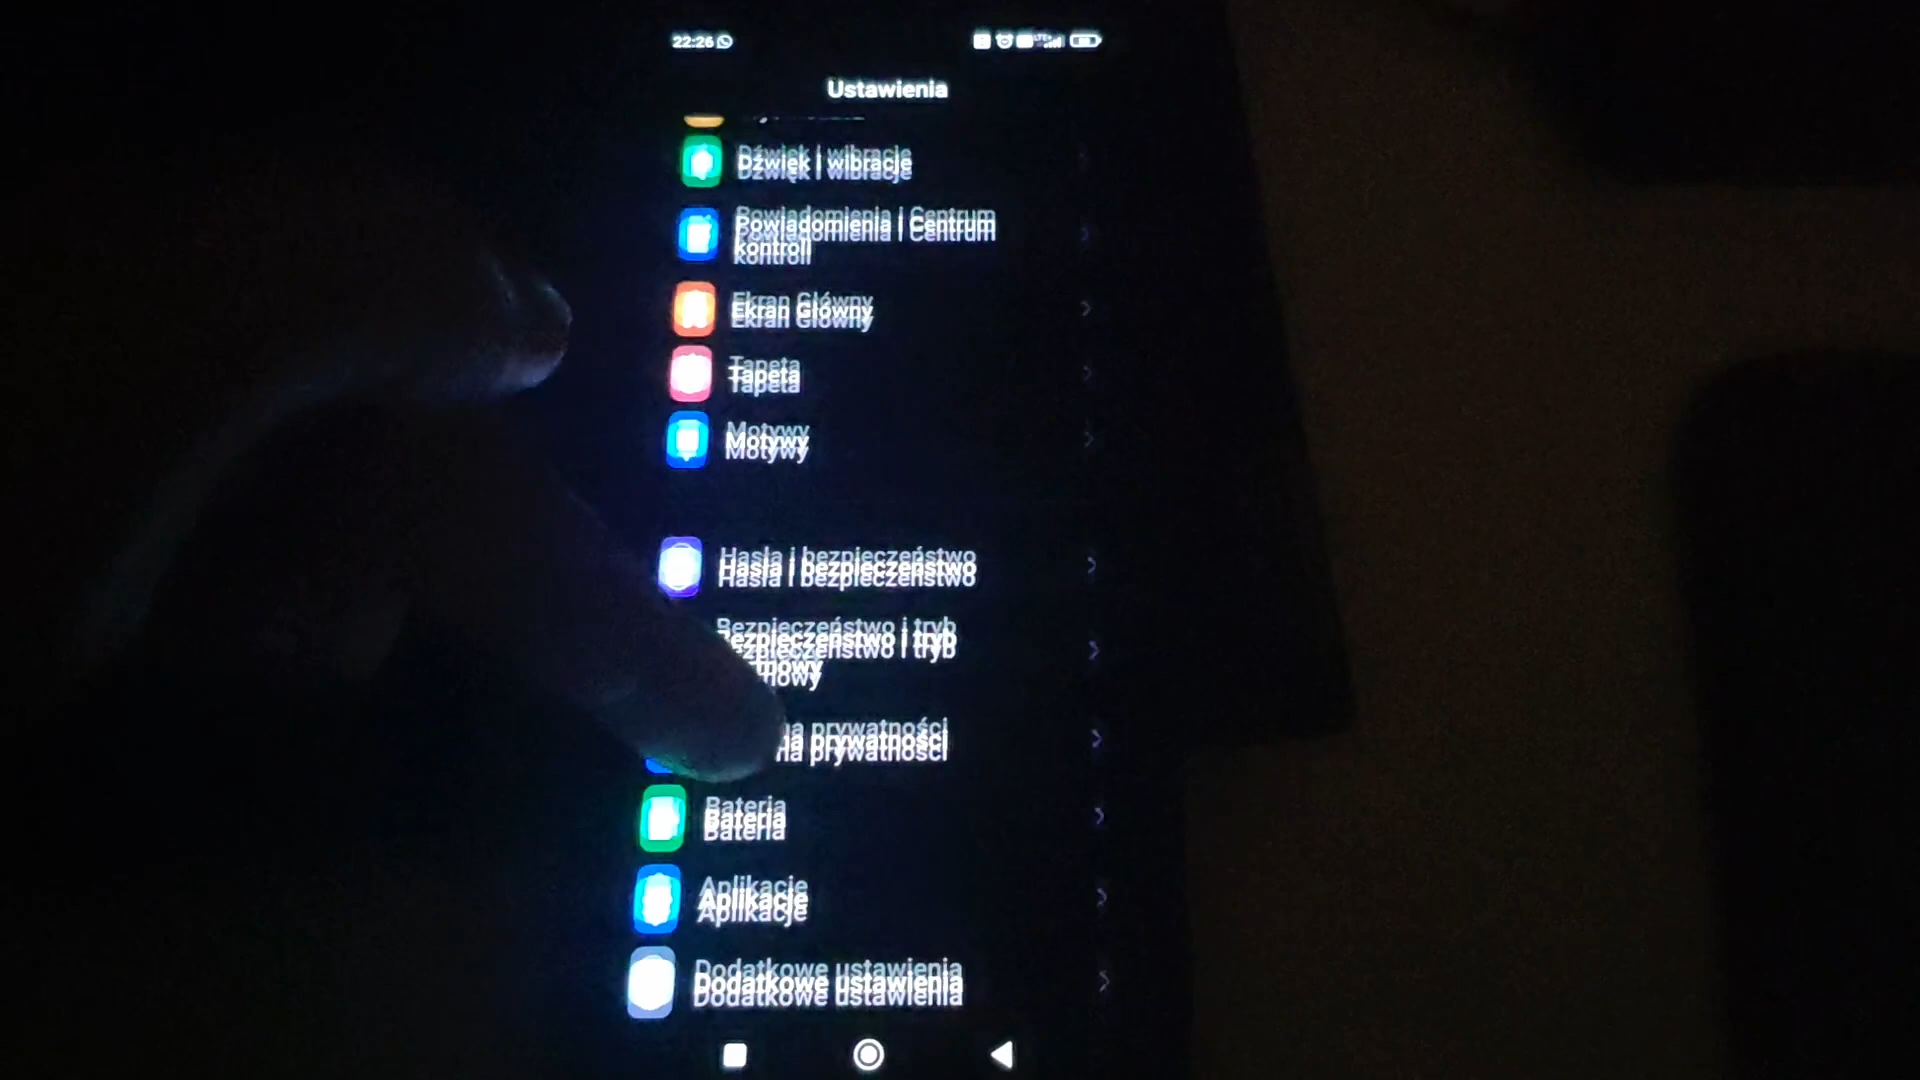 22:26
Ustawienia
Dźwięk i wibracje
Powiadomienia i Centrum
kontroli
Ekran Główny
Tapeta
Motywy
Hasła i bezpieczeństwo
Bezpieczeństwo i tryb
prywatności
Bateria
Aplikacje
Dodatkowe ustawienia